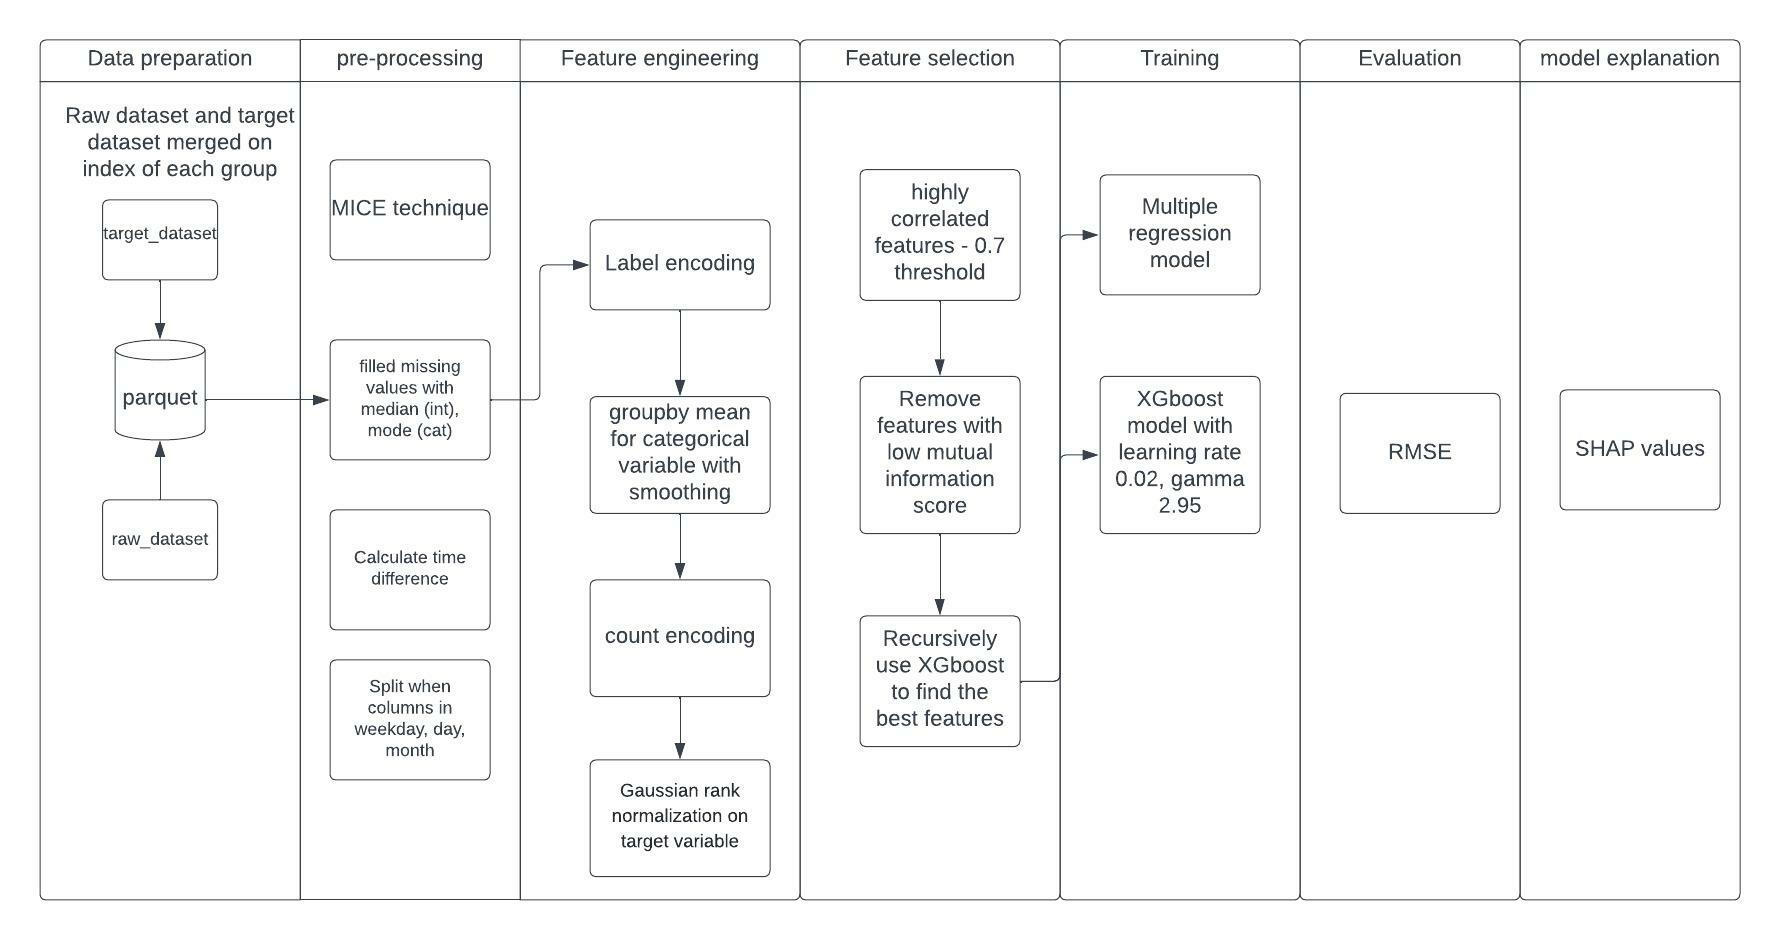 Data preparation
pre-processing
Feature engineering
Feature selection
Training
Evaluation
model explanation
Raw dataset and target
dataset merged on
index of each group
target_dataset
parquet
raw_dataset
MICE technique
filled missing
values with
median (int),
mode (cat)
Calculate time
difference
Split when
columns in
weekday, day,
month
Label encoding
groupby mean
for categorical
variable with
smoothing
count encoding
Gaussian rank
normalization on
target variable
highly
correlated
features - 0.7
threshold
Remove
features with
low mutual
information
score
Recursively
use XGboost
to find the
best features
Multiple
regression
model
XGboost
model with
learning rate
0.02, gamma
2.95
RMSE
SHAP values